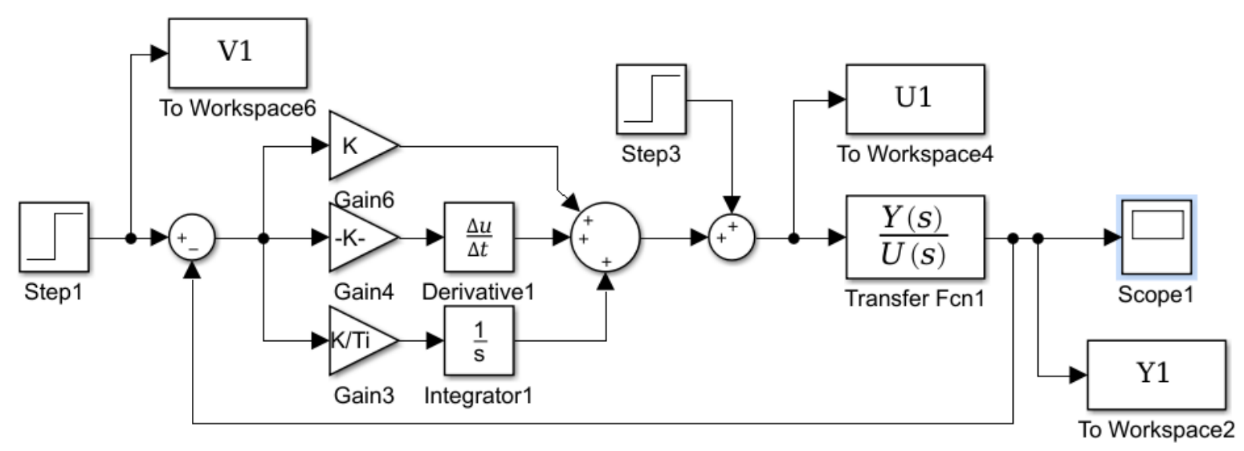 V1
To Workspace6
Step1
+
−
K
Gain6
-K-
Gain4
K/Ti
Gain3
Δu
Δt
Derivative1
1
s
Integrator1
+
+
+
Step3
+
+
U1
To Workspace4
Y(s)
U(s)
Transfer Fcn1
Scope1
Y1
To Workspace2